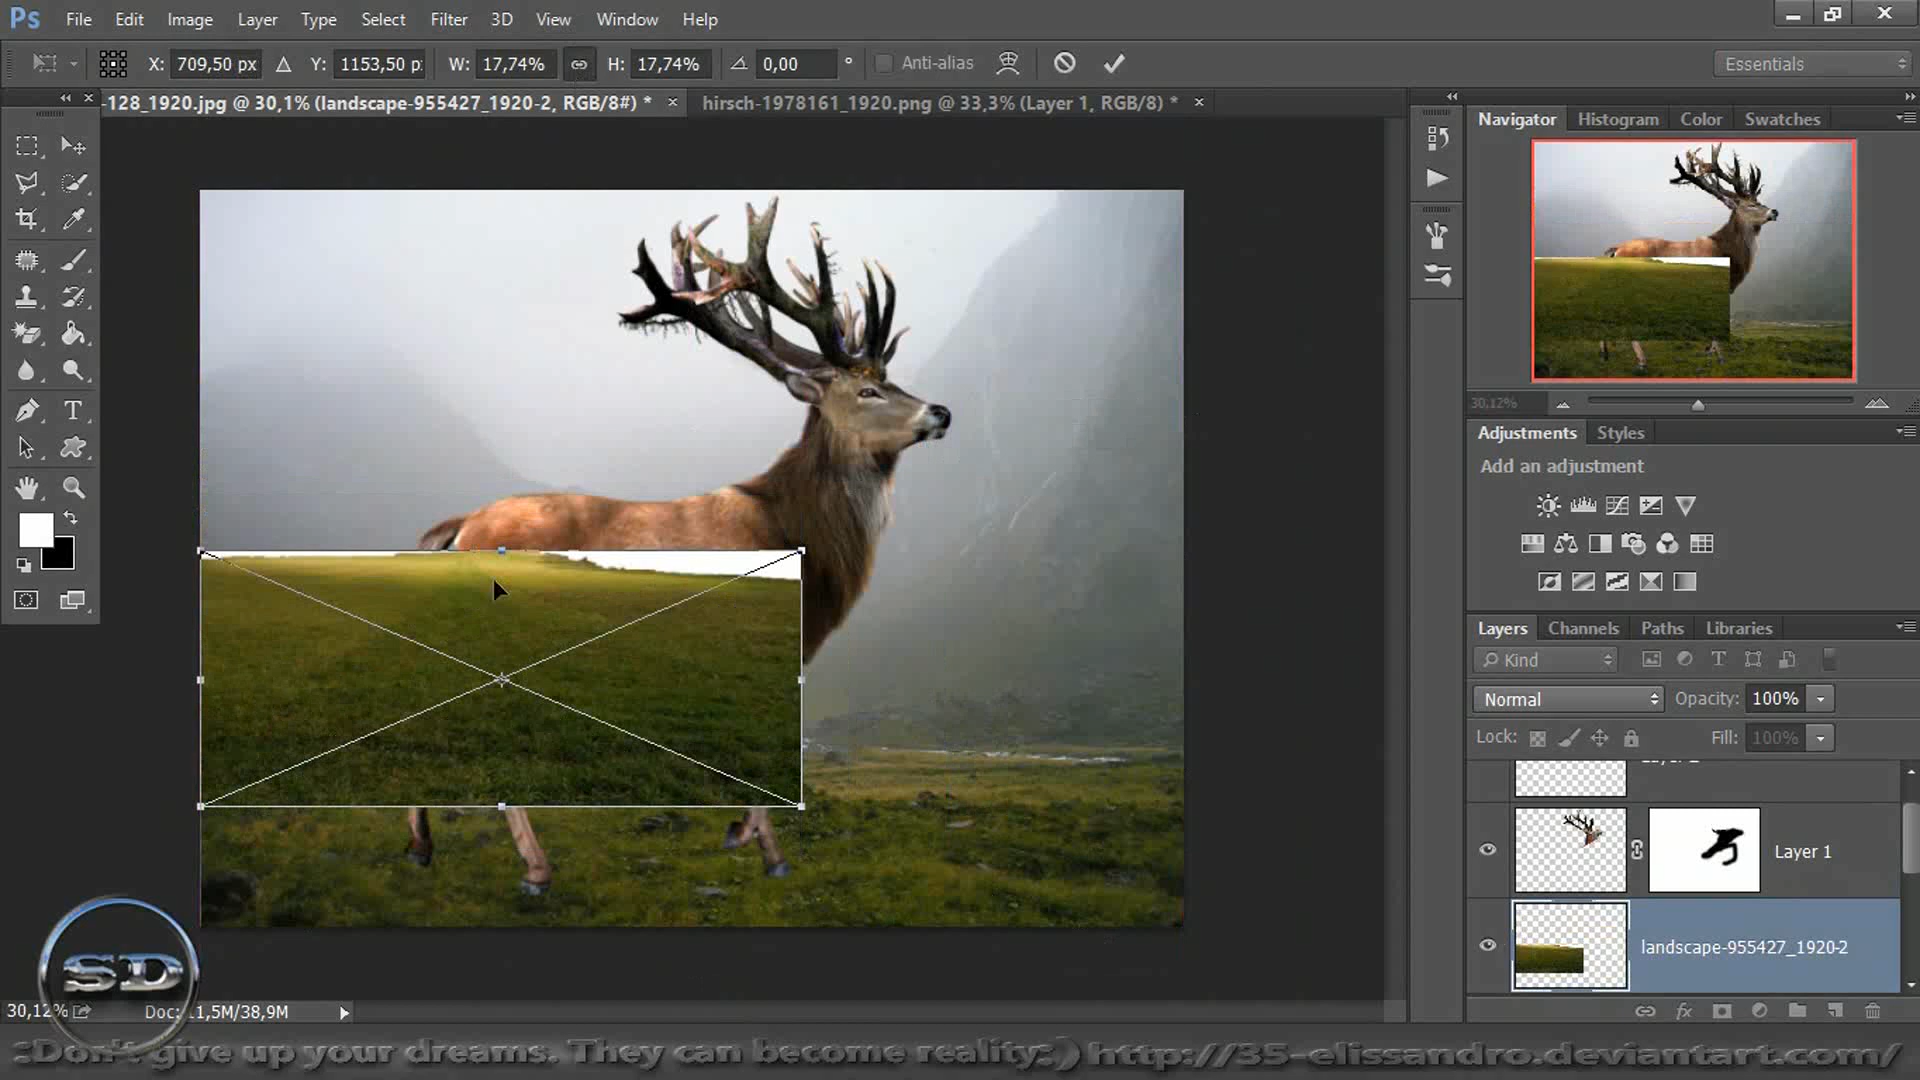 Ps File Edit Image Layer Type Select Filter 3D View Window Help
X: 709,50 px Y: 1153,50 p: W: 17,74% H: 17,74% 0,00 ° Anti-alias Essentials
-128_1920.jpg @ 30,1% (landscape-955427_1920-2, RGB/8#) * × hirsch-1978161_1920.png @ 33,3% (Layer 1, RGB/8) * ×
Navigator Histogram Color Swatches
30,12%
Adjustments Styles
Add an adjustment
Layers Channels Paths Libraries
Kind
Normal Opacity: 100%
Lock: Fill: 100%
Layer 1
landscape-955427_1920-2
SD
30,12% Doc: 11,5M/38,9M
:Don't give up your dreams. They can become reality:) http://35-elissandro.deviantart.com/